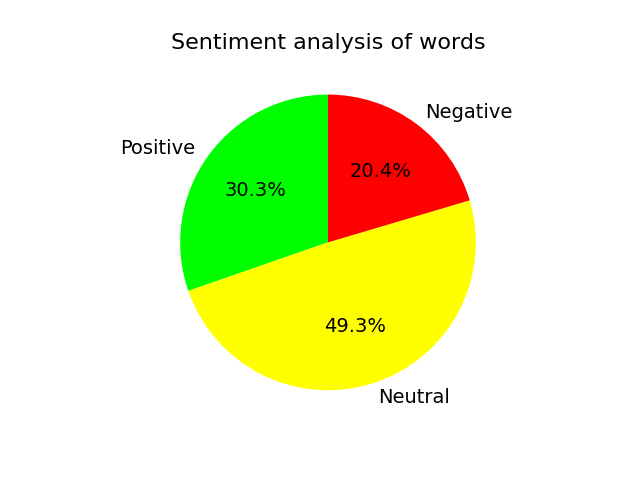 Sentiment analysis of words
Negative
Positive
20.4%
30.3%
49.3%
Neutral